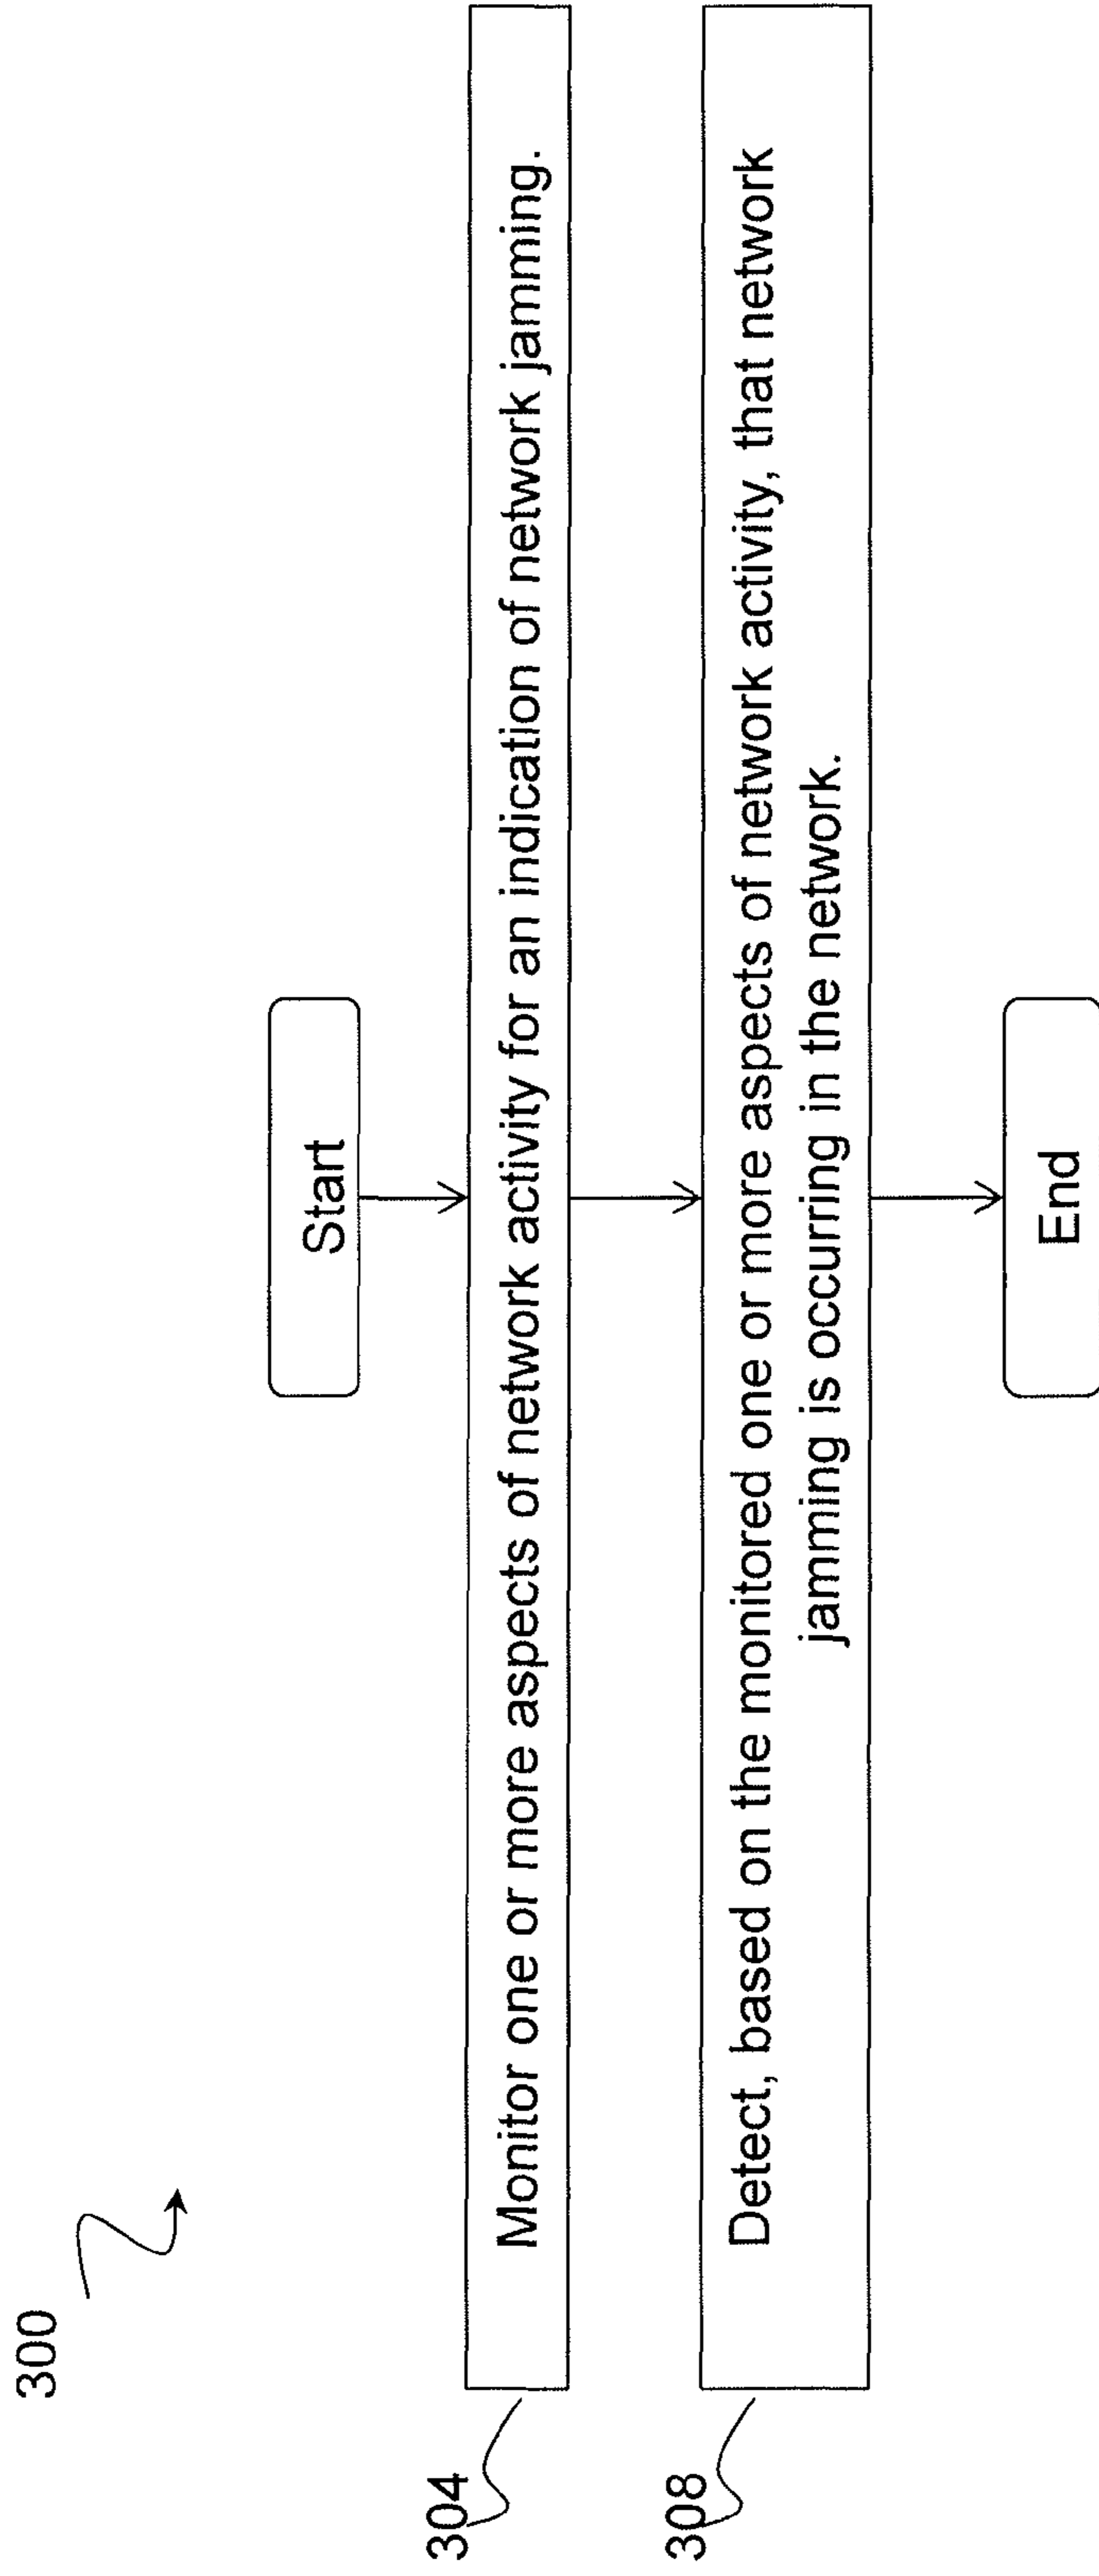 300
Start
304
Monitor one or more aspects of network activity for an indication of network jamming.
308
Detect, based on the monitored one or more aspects of network activity, that network
jamming is occurring in the network.
End